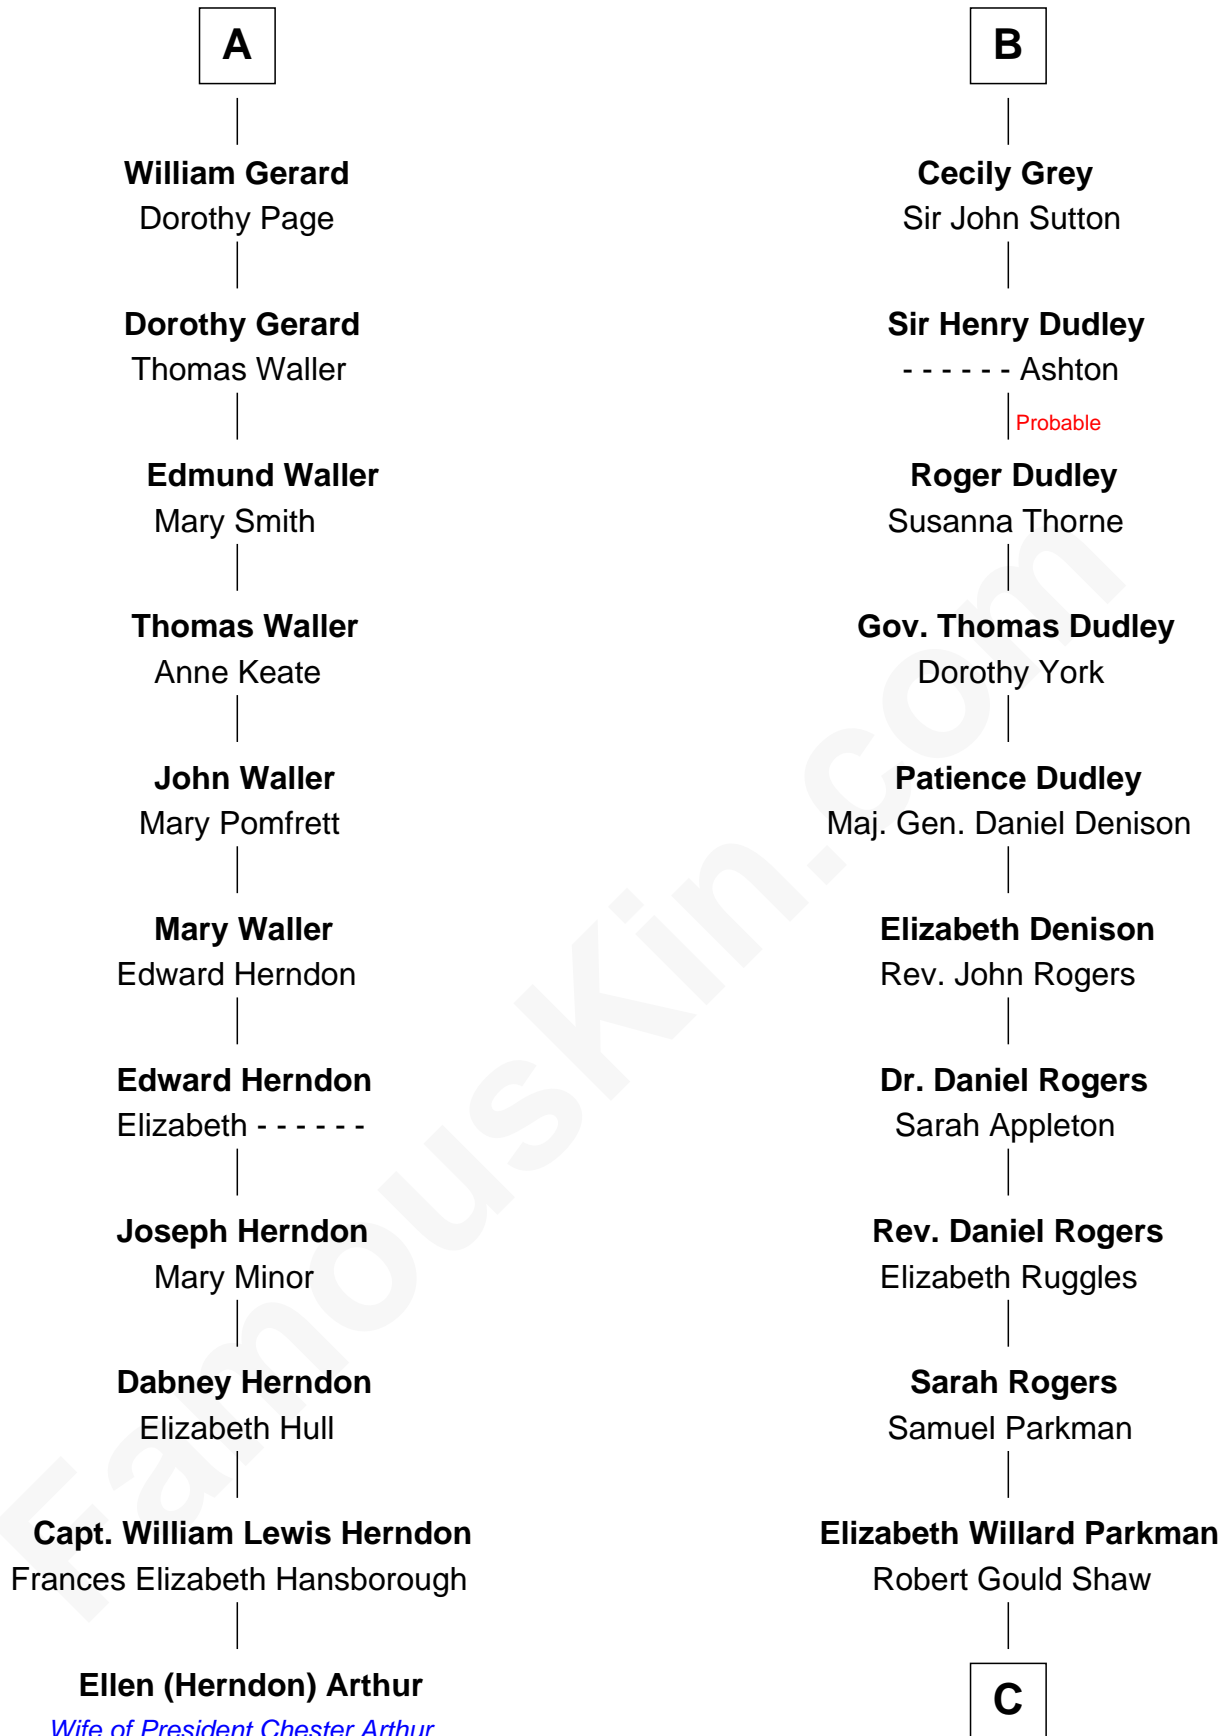 A
William Gerard
Dorothy Page
Dorothy Gerard
Thomas Waller
Edmund Waller
Mary Smith
Thomas Waller
Anne Keate
John Waller
Mary Pomfrett
Mary Waller
Edward Herndon
Edward Herndon
Elizabeth - - - - - -
Joseph Herndon
Mary Minor
Dabney Herndon
Elizabeth Hull
Capt. William Lewis Herndon
Frances Elizabeth Hansborough
Ellen (Herndon) Arthur
Wife of President Chester Arthur
B
Cecily Grey
Sir John Sutton
Sir Henry Dudley
- - - - - - Ashton
Probable
Roger Dudley
Susanna Thorne
Gov. Thomas Dudley
Dorothy York
Patience Dudley
Maj. Gen. Daniel Denison
Elizabeth Denison
Rev. John Rogers
Dr. Daniel Rogers
Sarah Appleton
Rev. Daniel Rogers
Elizabeth Ruggles
Sarah Rogers
Samuel Parkman
Elizabeth Willard Parkman
Robert Gould Shaw
C
FamousKin.com